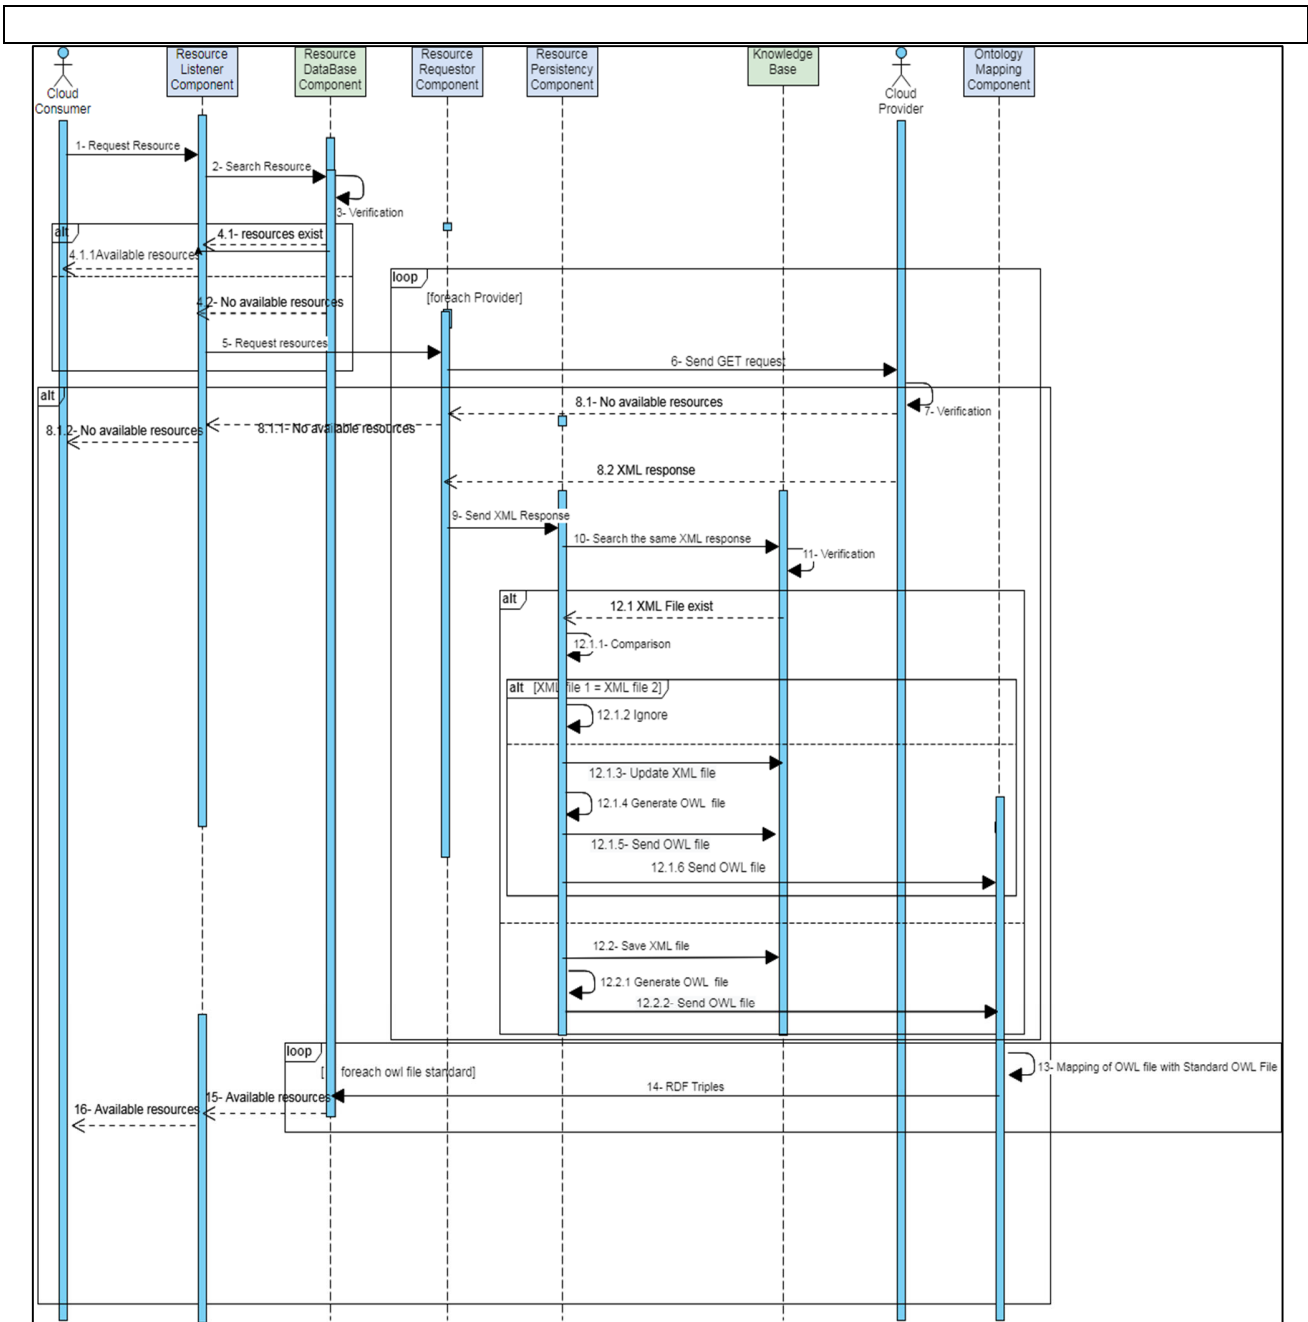 Cloud
Consumer
Resource
Listener
Component
Resource
DataBase
Component
Resource
Requestor
Component
Resource
Persistency
Component
Knowledge
Base
Cloud
Provider
Ontology
Mapping
Component
1- Request Resource
2- Search Resource
3- Verification
alt
4.1- resources exist
4.1.1Available resources
loop
[foreach Provider]
4.2- No available resources
5- Request resources
6- Send GET request
alt
7- Verification
8.1- No available resources
8.1.1- No available resources
8.1.2- No available resources
8.2 XML response
9- Send XML Response
10- Search the same XML response
11- Verification
alt
12.1 XML File exist
12.1.1- Comparison
alt [XML file 1 = XML file 2]
12.1.2 Ignore
12.1.3- Update XML file
12.1.4 Generate OWL file
12.1.5- Send OWL file
12.1.6 Send OWL file
12.2- Save XML file
12.2.1 Generate OWL file
12.2.2- Send OWL file
loop
[ foreach owl file standard]
13- Mapping of OWL file with Standard OWL File
14- RDF Triples
15- Available resources
16- Available resources